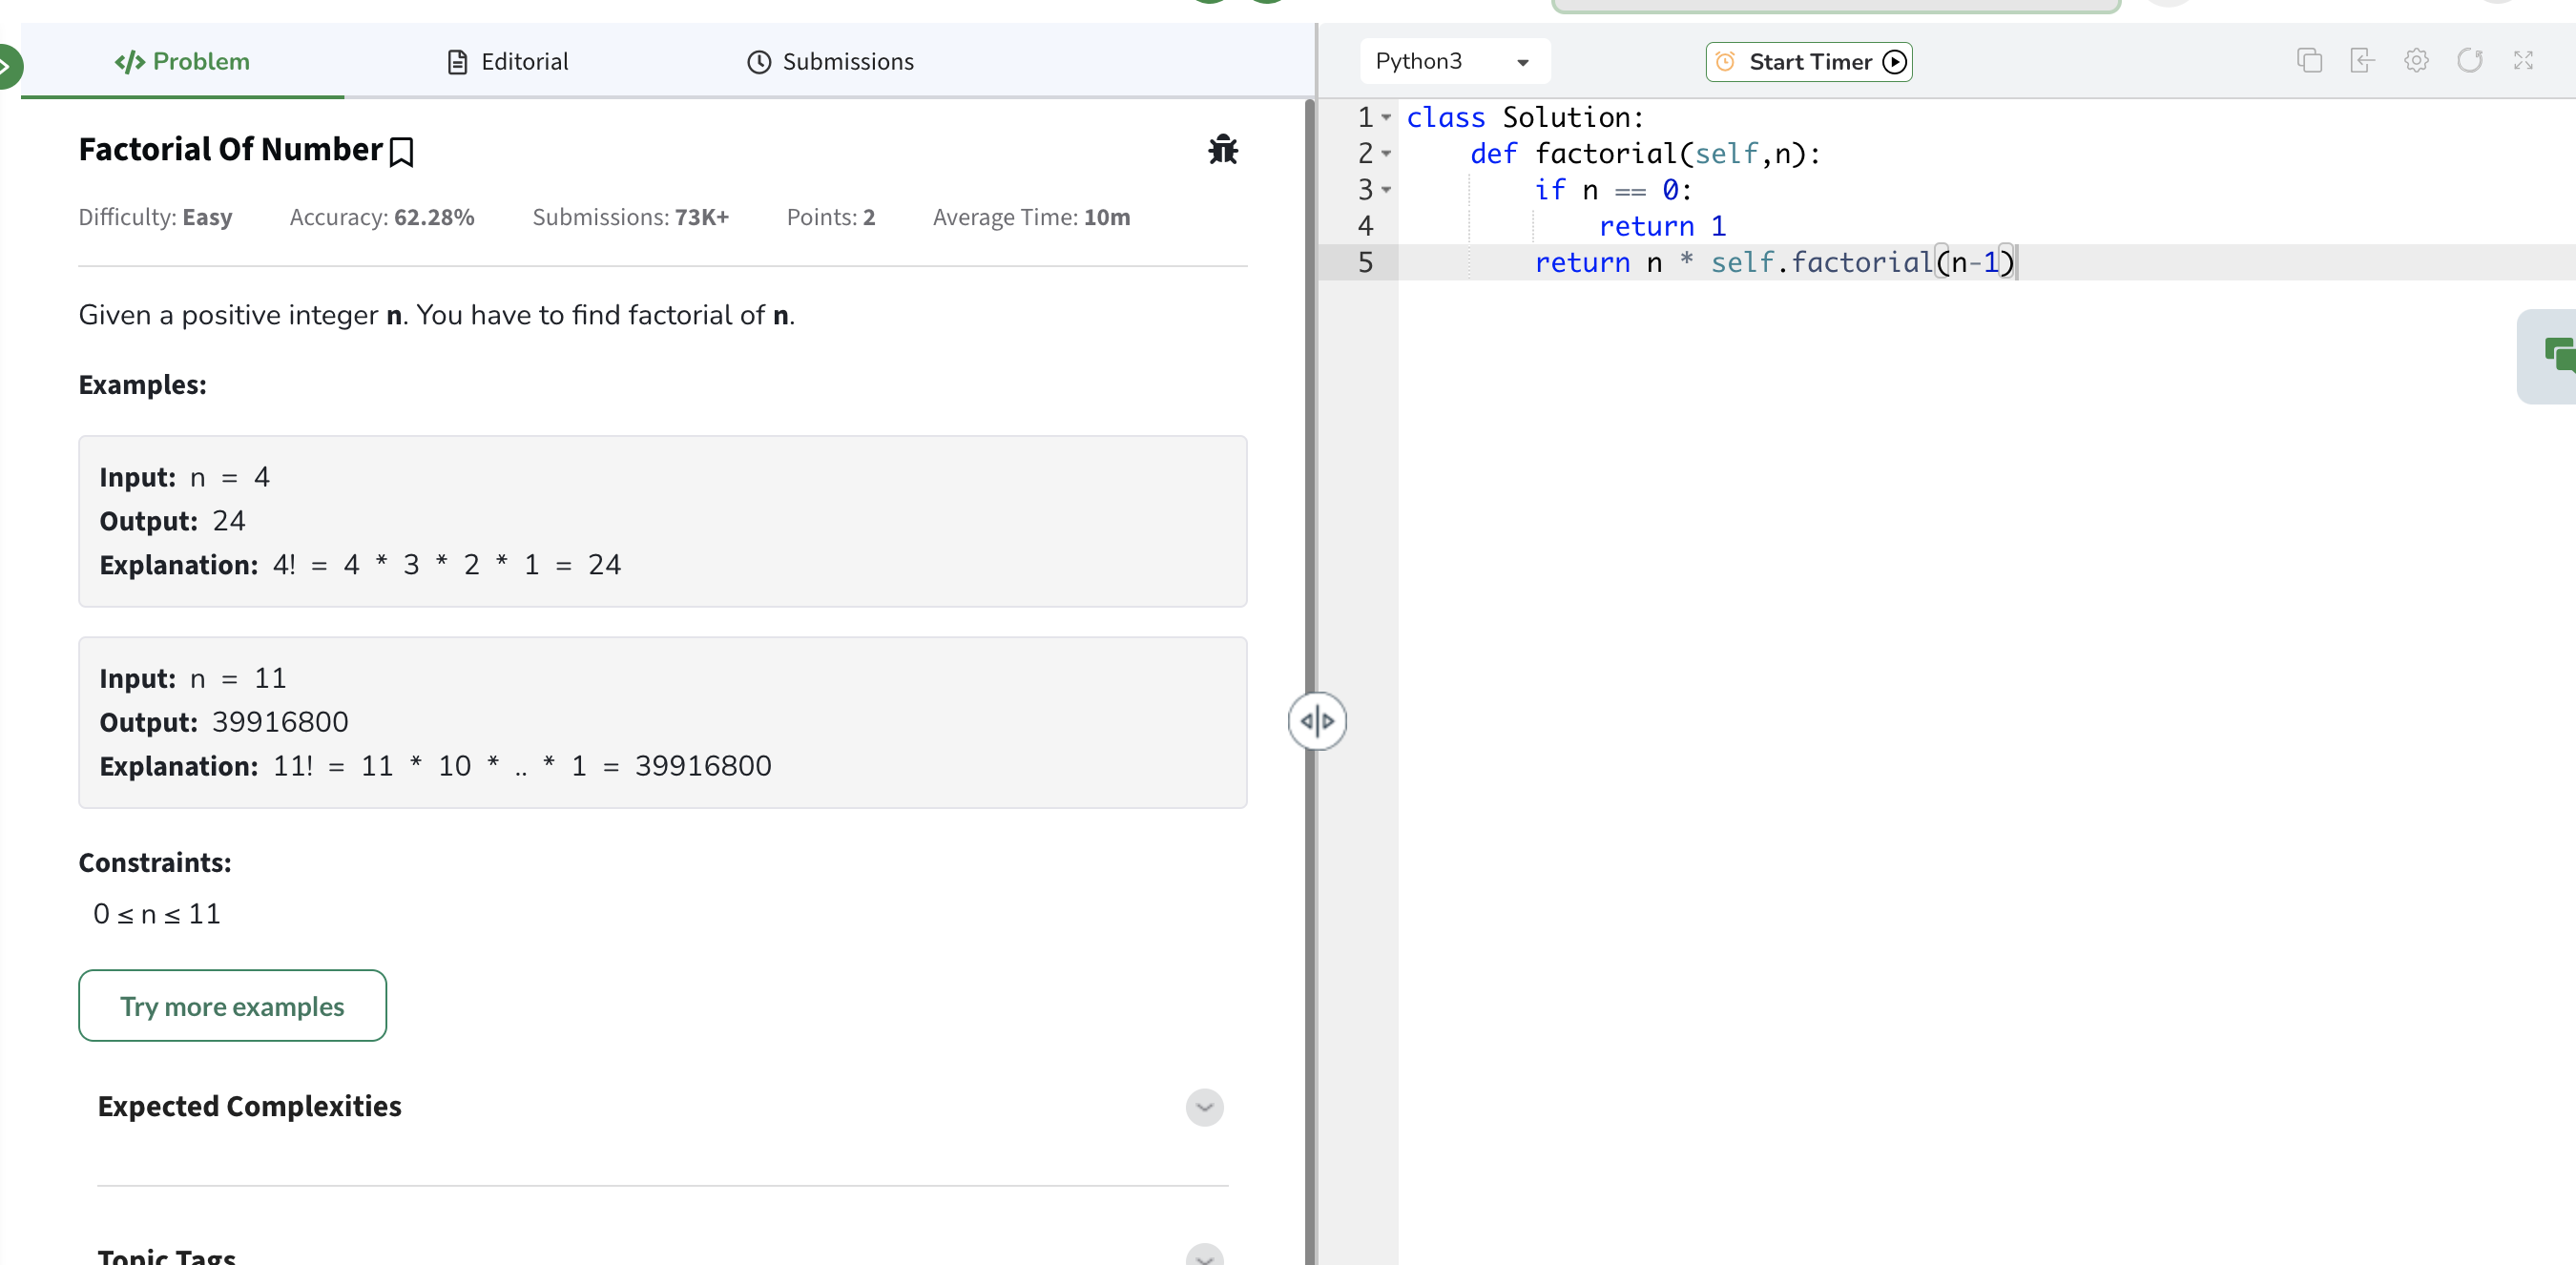 </> Problem
Editorial
Submissions
Factorial Of Number
Difficulty: Easy Accuracy: 62.28% Submissions: 73K+ Points: 2 Average Time: 10m
Given a positive integer n. You have to find factorial of n.
Examples:
Input: n = 4
Output: 24
Explanation: 4! = 4 * 3 * 2 * 1 = 24
Input: n = 11
Output: 39916800
Explanation: 11! = 11 * 10 * .. * 1 = 39916800
Constraints:
0 ≤ n ≤ 11
Try more examples
Expected Complexities
Topic Tags
Python3
Start Timer
1 class Solution:
2     def factorial(self,n):
3         if n == 0:
4             return 1
5         return n * self.factorial(n-1)